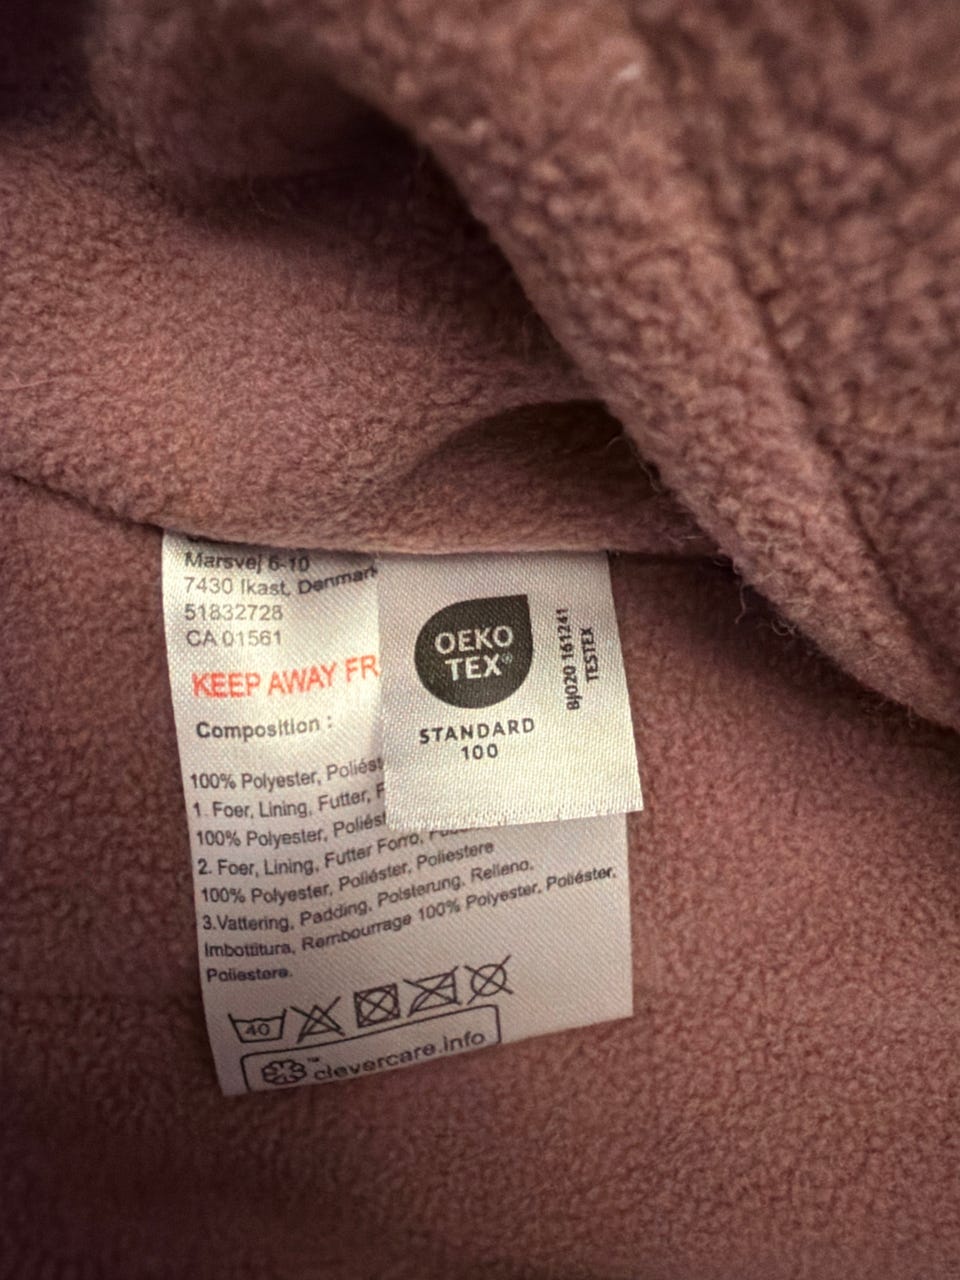 Marsvej 6-10
7430 Ikast, Denmark
51832728
CA 01561
KEEP AWAY FR
Composition :
100% Polyester, Poliést
1. Foer, Lining, Futter, F
100% Polyester, Poliést
2. Foer, Lining, Futter Forro,
100% Polyester, Poliéster, Poliestere
3.Vattering, Padding, Polsterung, Relleno,
Imbottitura, Rembourrage 100% Polyester, Poliéster,
Poliestere.
40
clevercare.info
OEKO
TEX®
STANDARD
100
BJ020 161241
TESTEX